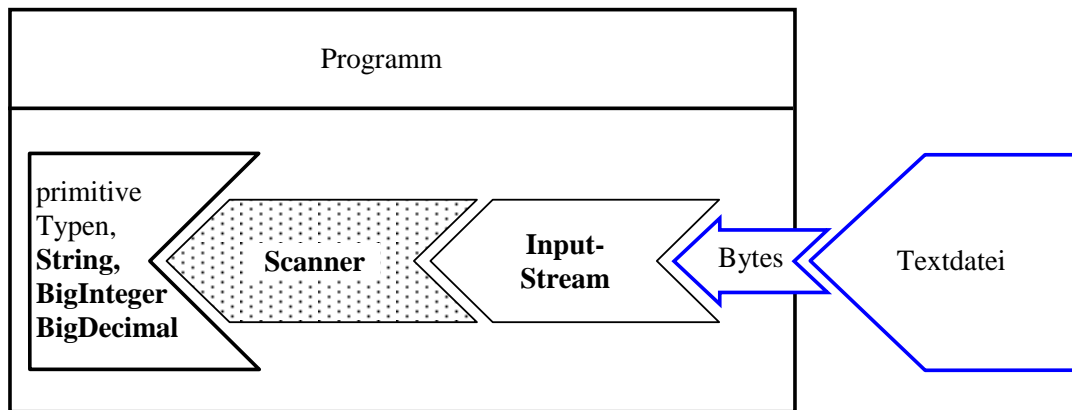 Programm
primitive
Typen,
String,
BigInteger
BigDecimal
Scanner
Input-
Stream
Bytes
Textdatei